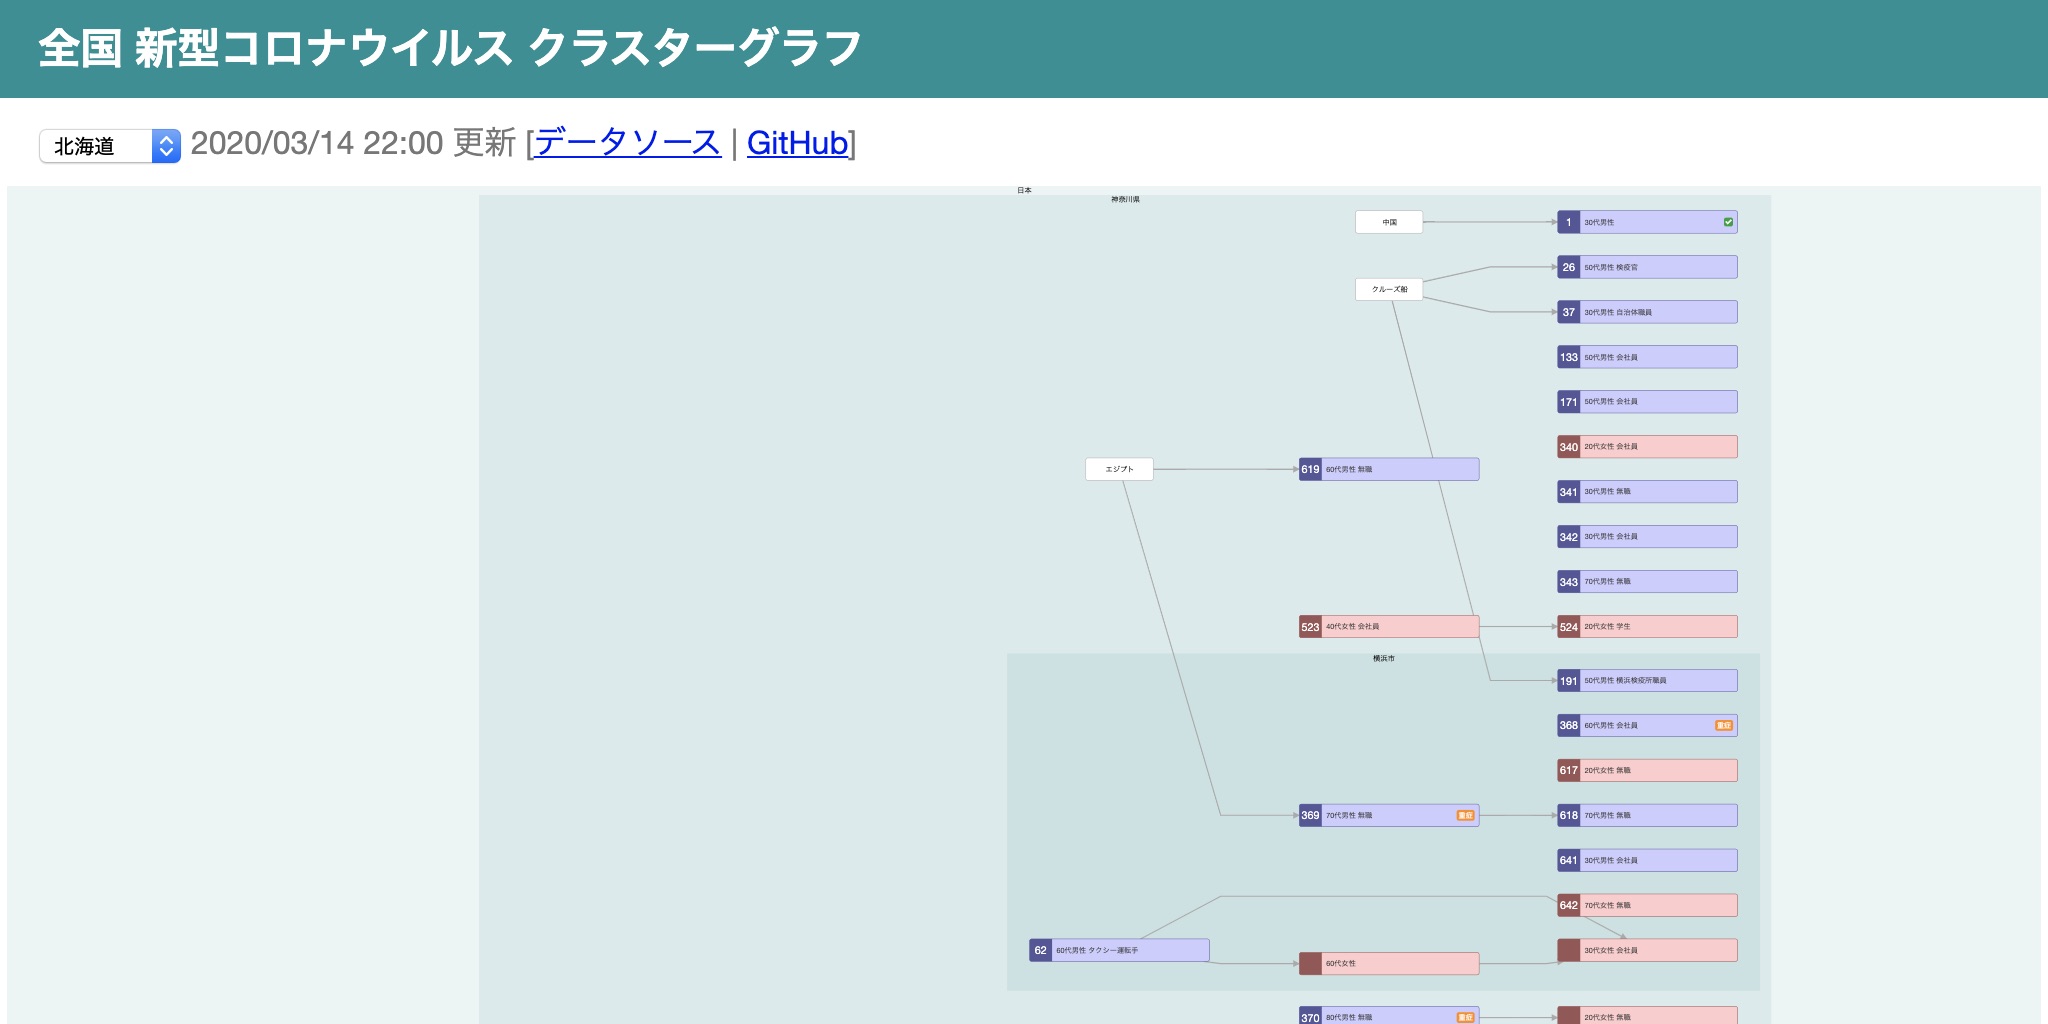 全国 新型コロナウイルス クラスターグラフ
北海道 2020/03/14 22:00 更新 [データソース | GitHub]
日本
神奈川県
中国
1 30代男性
26 50代男性 検疫官
クルーズ船
37 30代男性 自治体職員
133 50代男性 会社員
171 50代男性 会社員
340 20代女性 会社員
エジプト
619 60代男性 無職
341 30代男性 無職
342 30代男性 会社員
343 70代男性 無職
523 40代女性 会社員
524 20代女性 学生
横浜市
191 50代男性 横浜検疫所職員
368 60代男性 会社員 重症
617 20代女性 無職
369 70代男性 無職 重症
618 70代男性 無職
641 30代男性 会社員
642 70代女性 無職
62 60代男性 タクシー運転手
30代女性 会社員
60代女性
370 80代男性 無職 重症
20代女性 無職